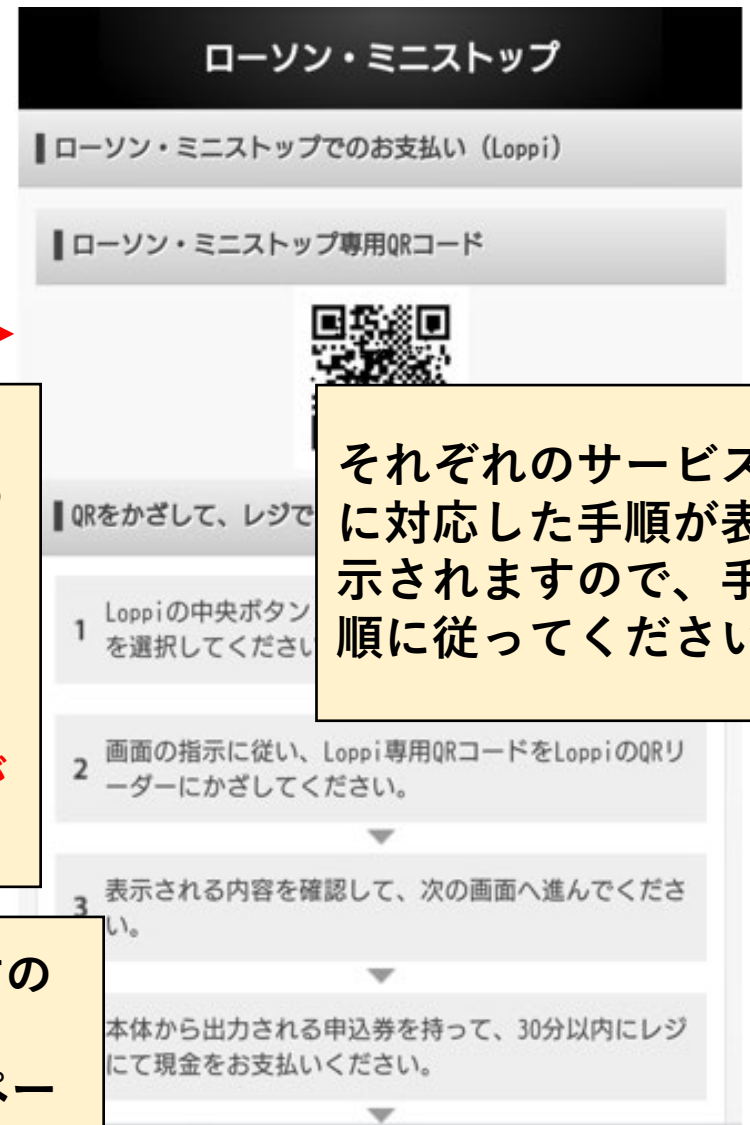 ローソン・ミニストップ
ローソン・ミニストップでのお支払い（Loppi）
ローソン・ミニストップ専用QRコード
それぞれのサービス
に対応した手順が表
示されますので、手
順に従ってください
QRをかざして、レジで
1 Loppiの中央ボタン
を選択してください
2 画面の指示に従い、Loppi専用QRコードをLoppiのQRリ
ーダーにかざしてください。
3 表示される内容を確認して、次の画面へ進んでくださ
い。
本体から出力される申込券を持って、30分以内にレジ
にて現金をお支払いください。
が
の
ペー